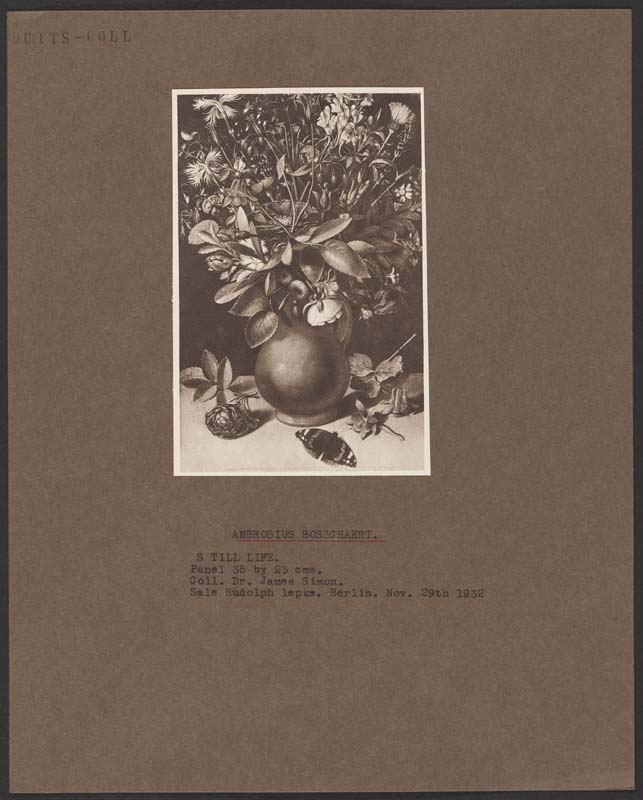 OUITS-COLL
AMBROSIUS BOSSCHAERT.
S TILL LIFE.
Panel 35 by 23 cms.
Coll. Dr. James Simon.
Sale Rudolph lepke. Berlin. Nov. 29th 1932